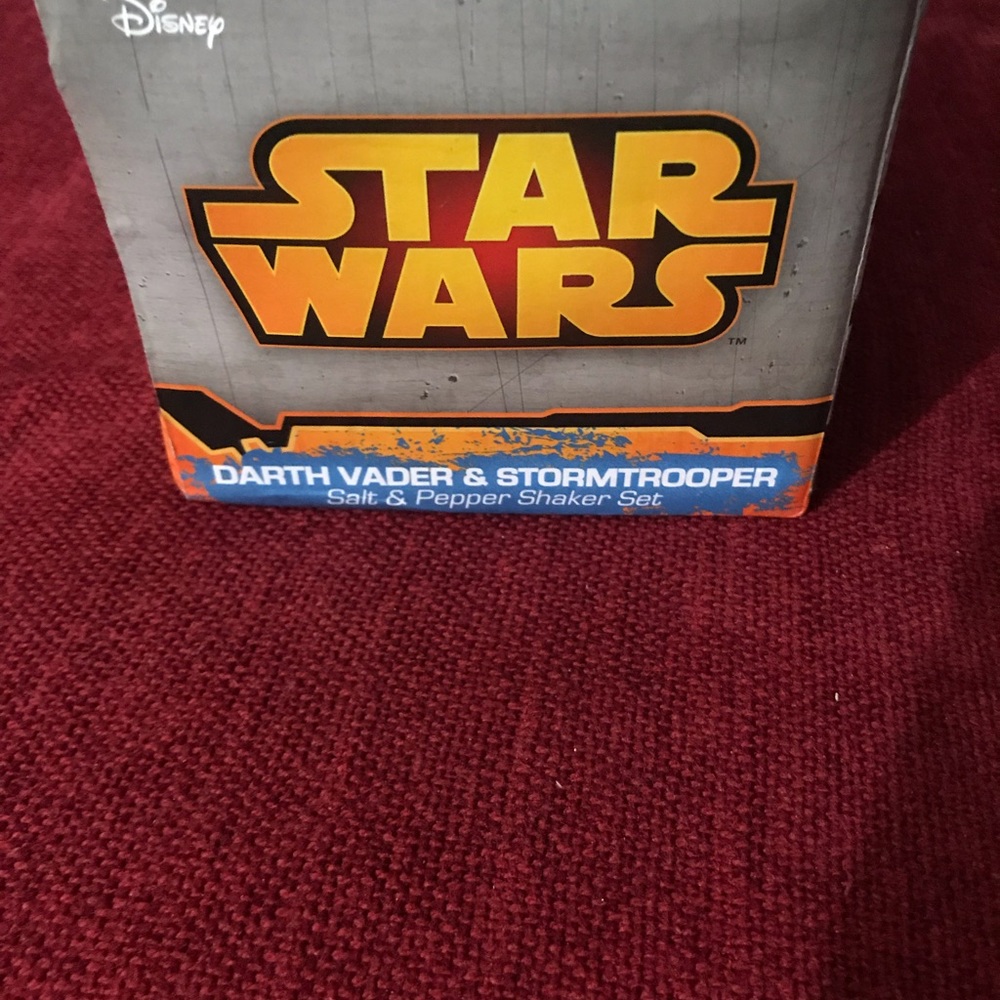 Disney
STAR
WARS
TM
DARTH VADER & STORMTROOPER
Salt & Pepper Shaker Set